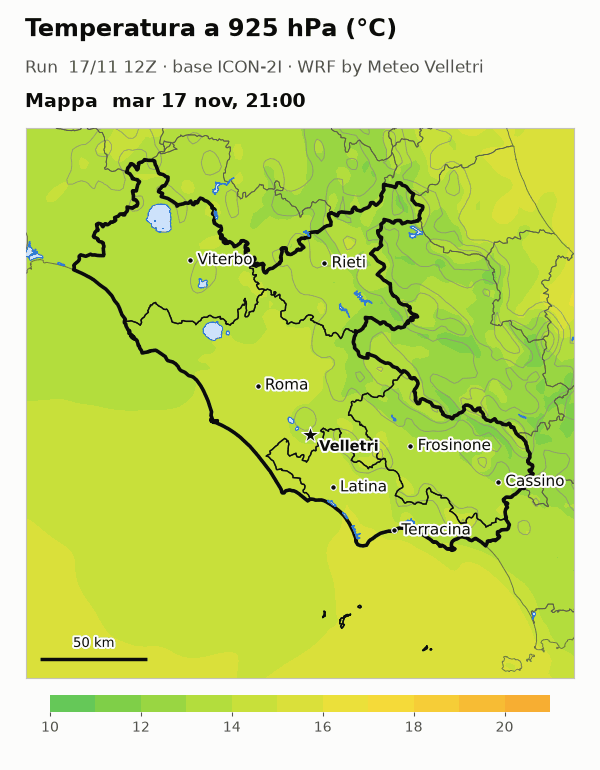 Temperatura a 925 hPa (°C)
Run  17/11 12Z · base ICON-2I · WRF by Meteo Velletri
Mappa  mar 17 nov, 21:00
Viterbo
Rieti
Roma
Velletri
Frosinone
Latina
Cassino
Terracina
50 km
10 12 14 16 18 20